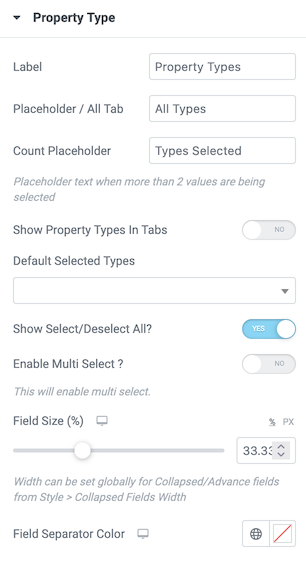 Property Type
Label
Property Types
Placeholder / All Tab
All Types
Count Placeholder
Types Selected
Placeholder text when more than 2 values are being
selected
Show Property Types In Tabs
NO
Default Selected Types
Show Select/Deselect All?
YES
Enable Multi Select ?
NO
This will enable multi select.
Field Size (%)
% PX
33.33
Width can be set globally for Collapsed/Advance fields
from Style > Collapsed Fields Width
Field Separator Color